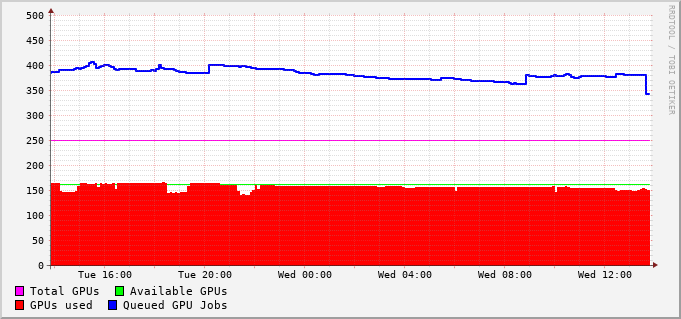 500
450
400
350
300
250
200
150
100
50
0
Tue 16:00 Tue 20:00 Wed 00:00 Wed 04:00 Wed 08:00 Wed 12:00
Total GPUs Available GPUs
GPUs used Queued GPU Jobs
RRDTOOL / TOBI OETIKER